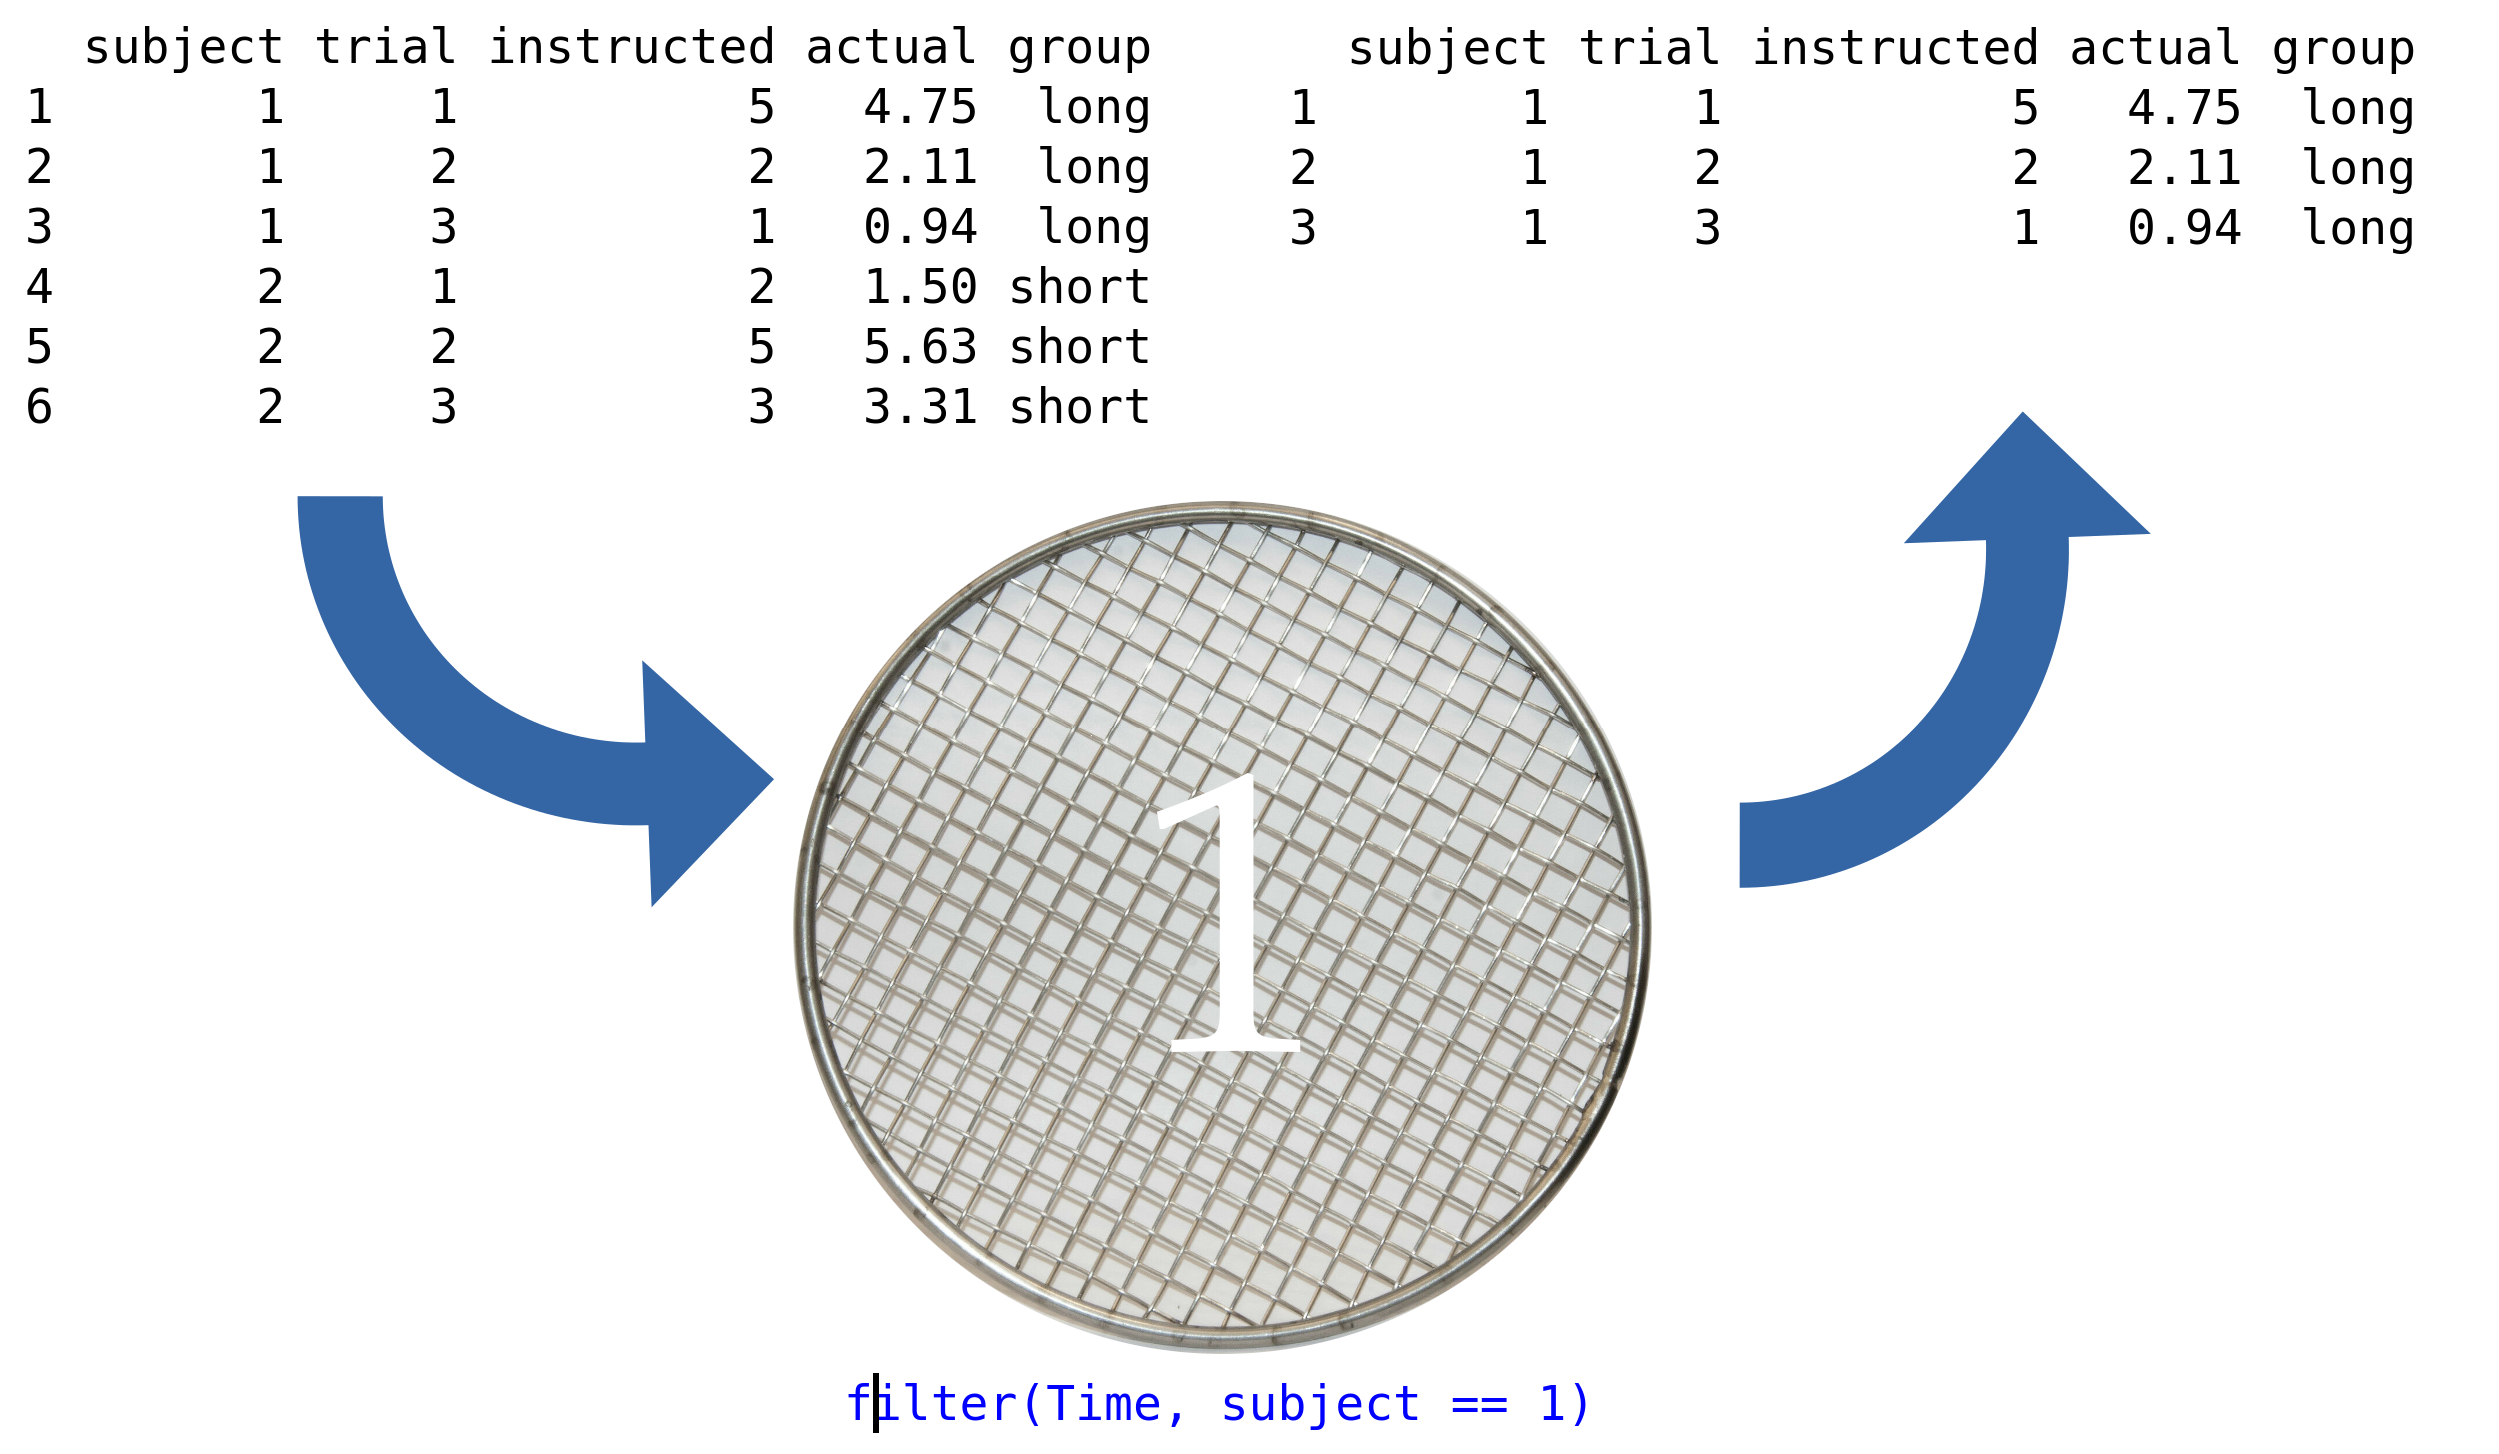 subject trial instructed actual group
1 1 1 5 4.75 long
2 1 2 2 2.11 long
3 1 3 1 0.94 long
4 2 1 2 1.50 short
5 2 2 5 5.63 short
6 2 3 3 3.31 short
subject trial instructed actual group
1 1 1 5 4.75 long
2 1 2 2 2.11 long
3 1 3 1 0.94 long
1
filter(Time, subject == 1)